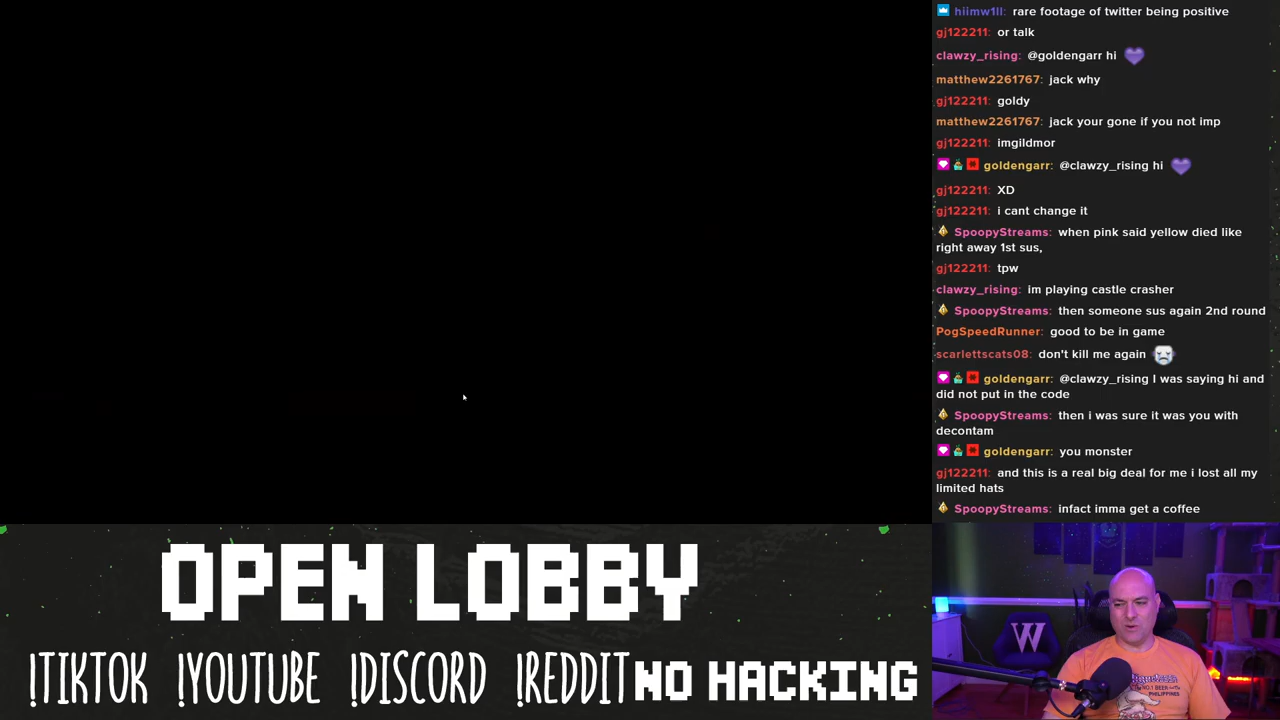 hiimw1ll: rare footage of twitter being positive
gj122211: or talk
clawzy_rising: @goldengarr hi
matthew2261767: jack why
gj122211: goldy
matthew2261767: jack your gone if you not imp
gj122211: imgildmor
goldengarr: @clawzy_rising hi
gj122211: XD
gj122211: i cant change it
SpoopyStreams: when pink said yellow died like
right away 1st sus,
gj122211: tpw
clawzy_rising: im playing castle crasher
SpoopyStreams: then someone sus again 2nd round
PogSpeedRunner: good to be in game
scarlettscats08: don't kill me again
goldengarr: @clawzy_rising I was saying hi and
did not put in the code
SpoopyStreams: then i was sure it was you with
decontam
goldengarr: you monster
gj122211: and this is a real big deal for me i lost all my
limited hats
SpoopyStreams: infact imma get a coffee
OPEN LOBBY
!TIKTOK !YOUTUBE !DISCORD !REDDIT NO HACKING
W
NO.1 BEER
PHILIPPINES